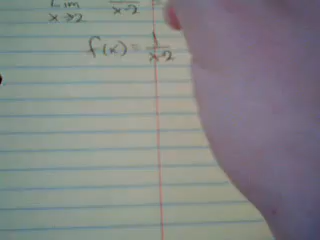 lim
x→2
x-2
f(x) = 1/x-2